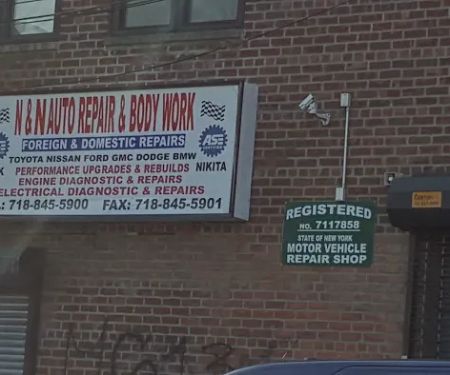 N & N AUTO REPAIR & BODY WORK
FOREIGN & DOMESTIC REPAIRS
ASE
TOYOTA NISSAN FORD GMC DODGE BMW
K PERFORMANCE UPGRADES & REBUILDS NIKITA
ENGINE DIAGNOSTIC & REPAIRS
ELECTRICAL DIAGNOSTIC & REPAIRS
L: 718-845-5900 FAX: 718-845-5901
REGISTERED
NO. 7117858
STATE OF NEW YORK
MOTOR VEHICLE
REPAIR SHOP